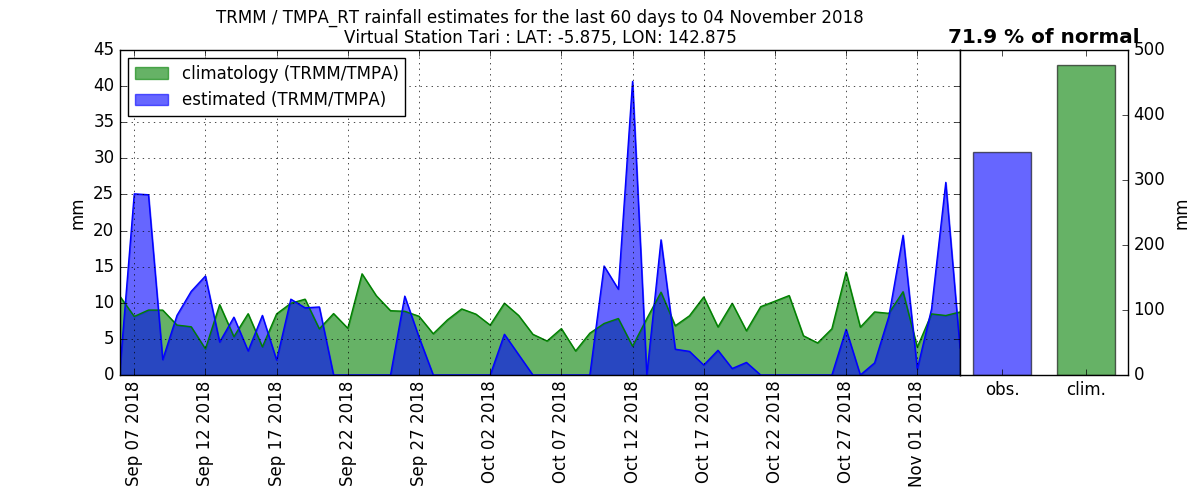 TRMM / TMPA_RT rainfall estimates for the last 60 days to 04 November 2018
Virtual Station Tari : LAT: -5.875, LON: 142.875
71.9 % of normal
climatology (TRMM/TMPA)
estimated (TRMM/TMPA)
45
40
35
30
25
20
15
10
5
0
mm
Sep 07 2018
Sep 12 2018
Sep 17 2018
Sep 22 2018
Sep 27 2018
Oct 02 2018
Oct 07 2018
Oct 12 2018
Oct 17 2018
Oct 22 2018
Oct 27 2018
Nov 01 2018
obs.
clim.
500
400
300
200
100
0
mm